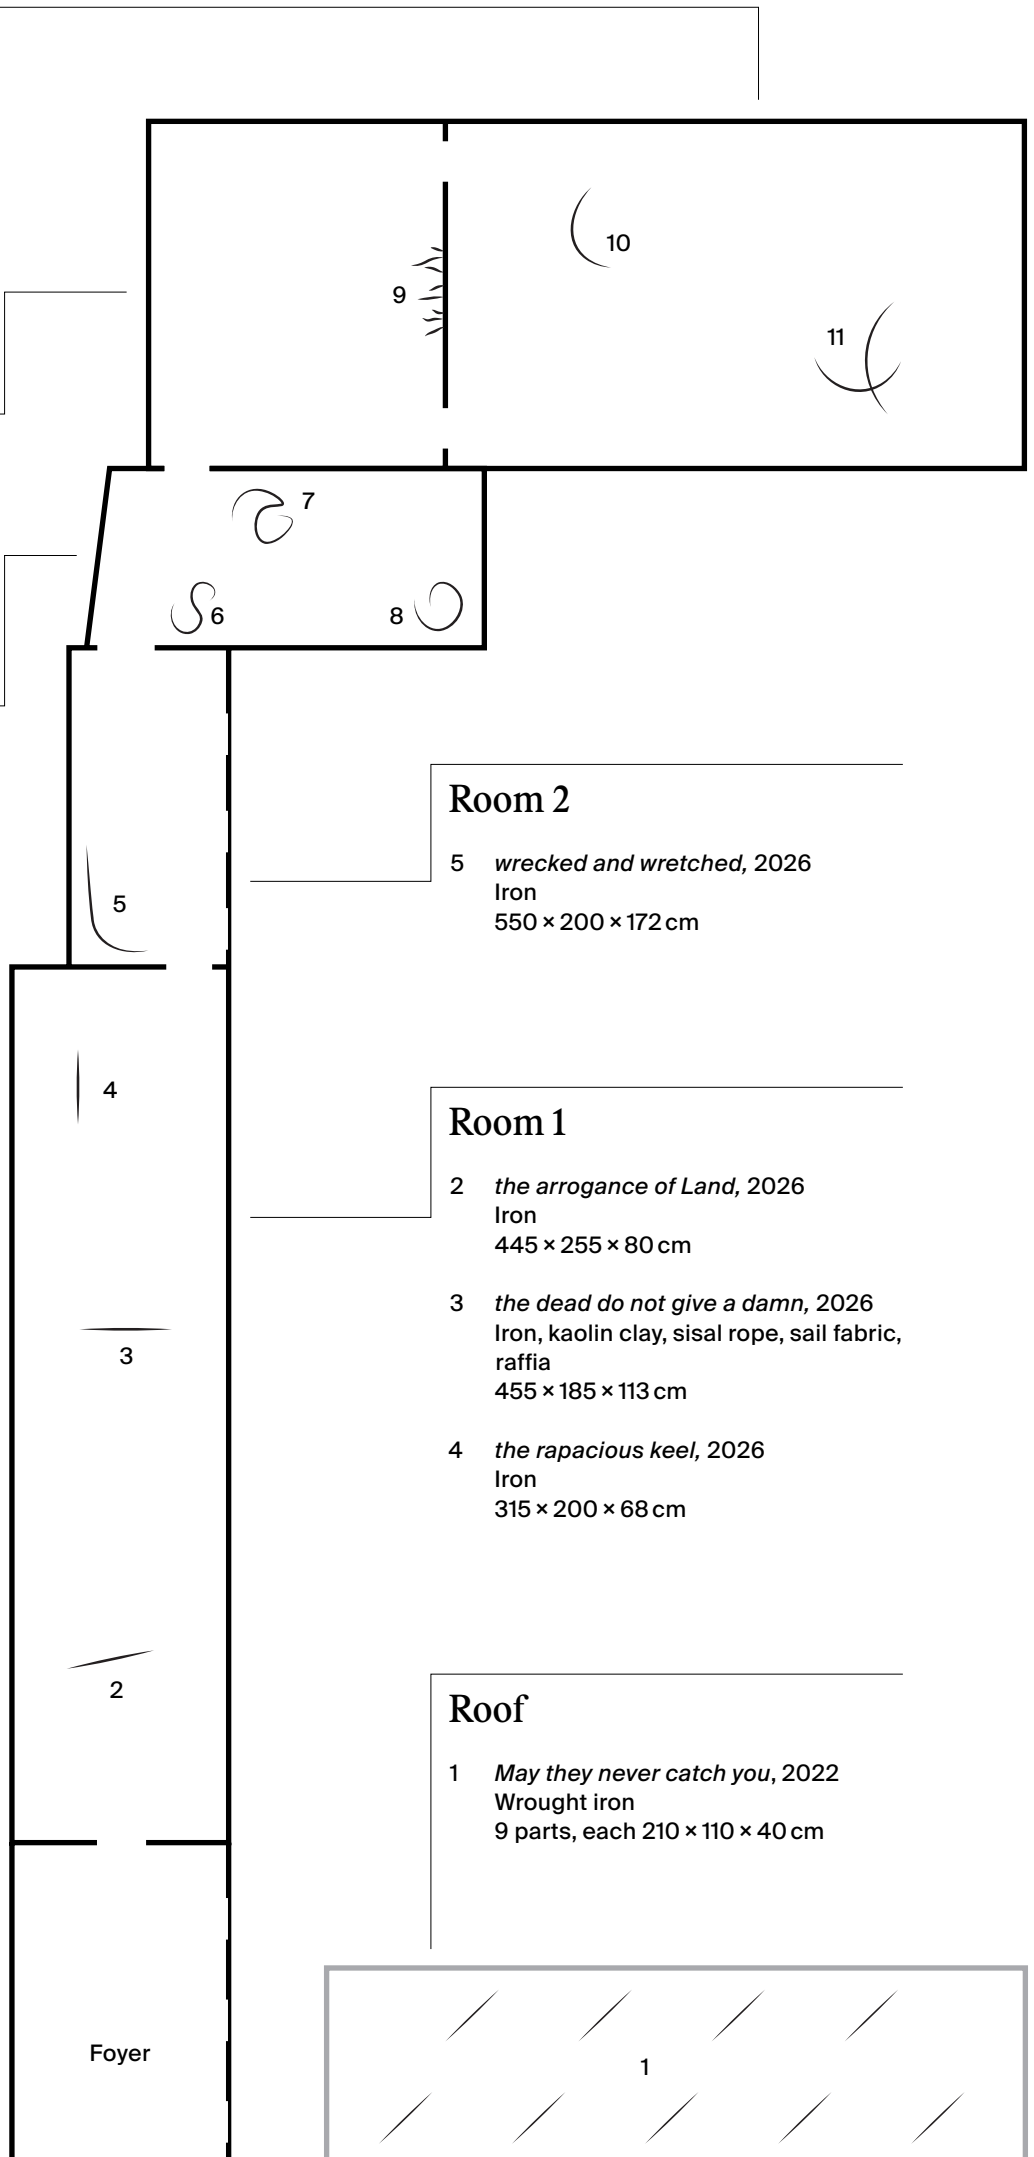 10
9
11
7
6
8
Room 2
5 wrecked and wretched, 2026
Iron
550 × 200 × 172 cm
5
4
Room 1
2 the arrogance of Land, 2026
Iron
445 × 255 × 80 cm
3 the dead do not give a damn, 2026
Iron, kaolin clay, sisal rope, sail fabric,
raffia
455 × 185 × 113 cm
4 the rapacious keel, 2026
Iron
315 × 200 × 68 cm
3
2
Roof
1 May they never catch you, 2022
Wrought iron
9 parts, each 210 × 110 × 40 cm
Foyer
1